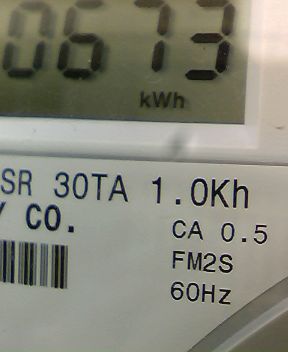 0673
kWh
SR 30TA 1.0Kh
Y CO.
CA 0.5
FM2S
60Hz